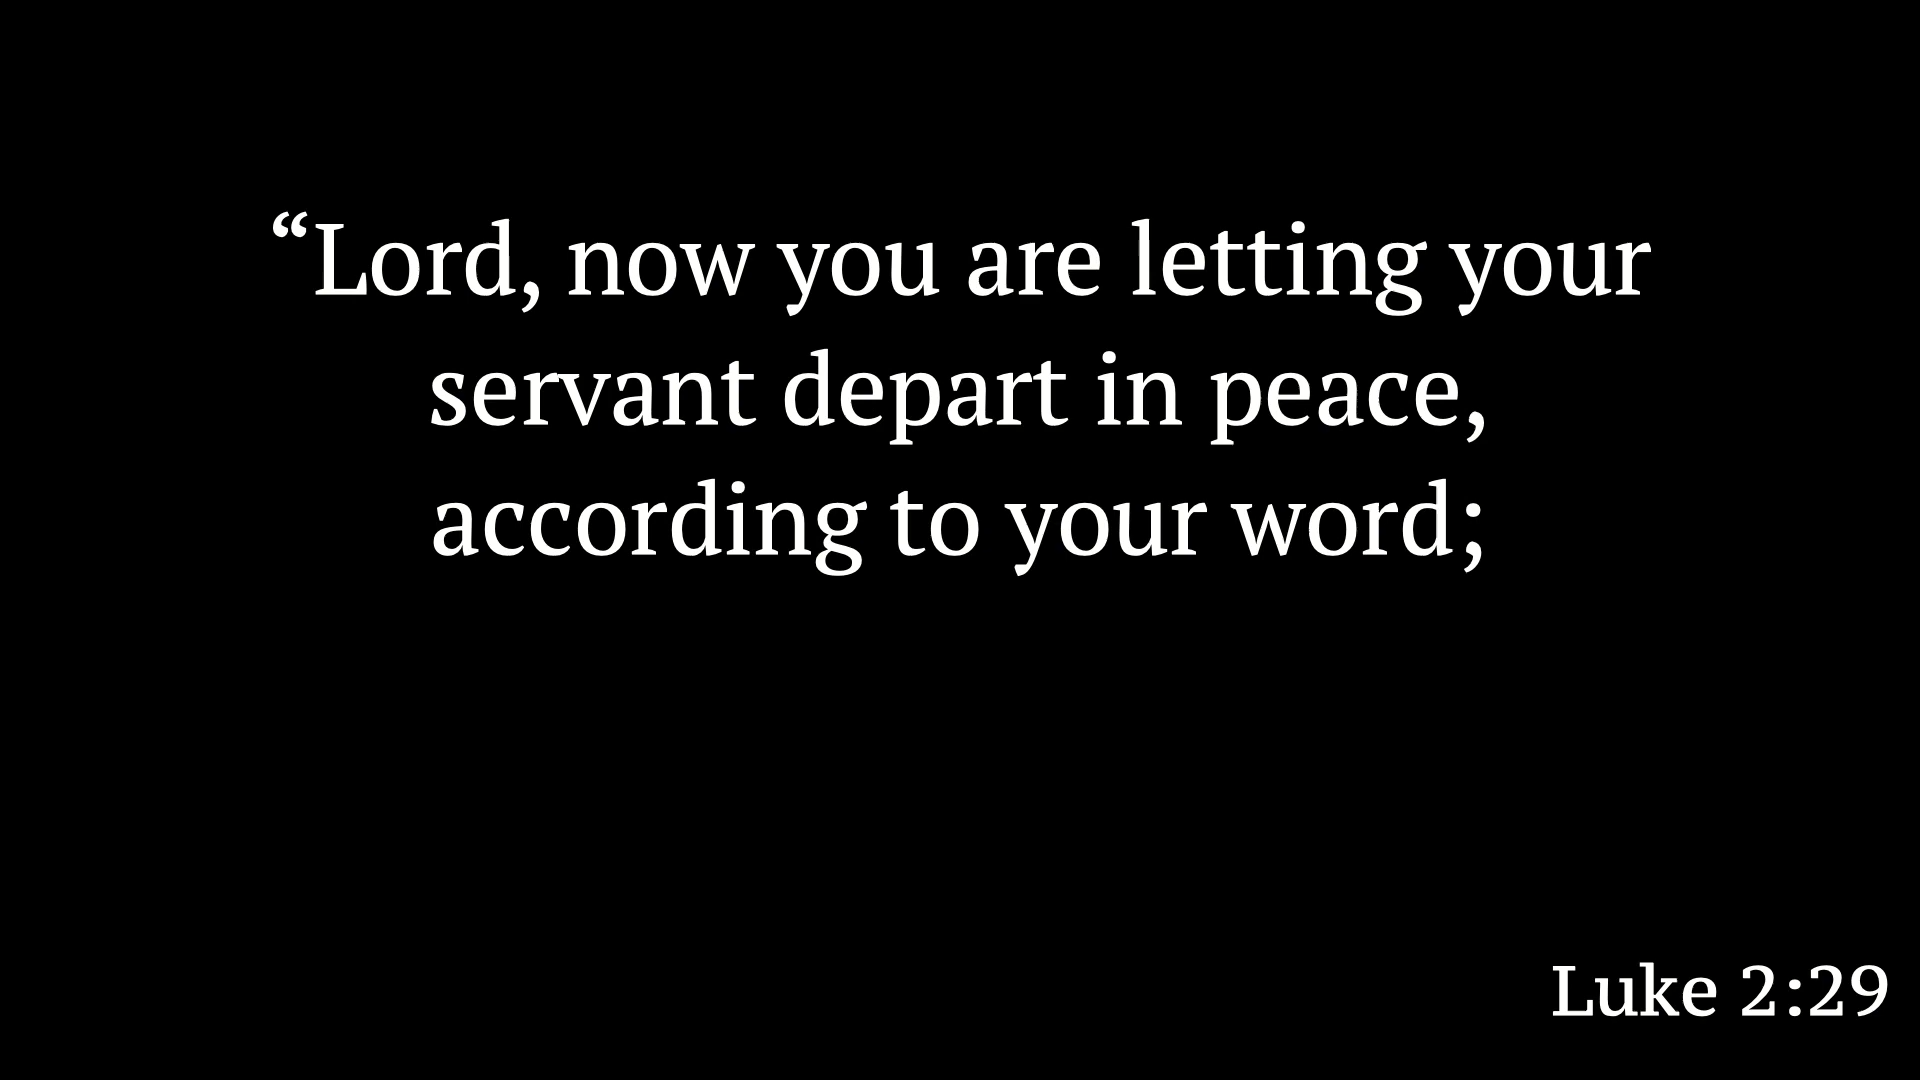 “Lord, now you are letting your
servant depart in peace,
according to your word;
Luke 2:29